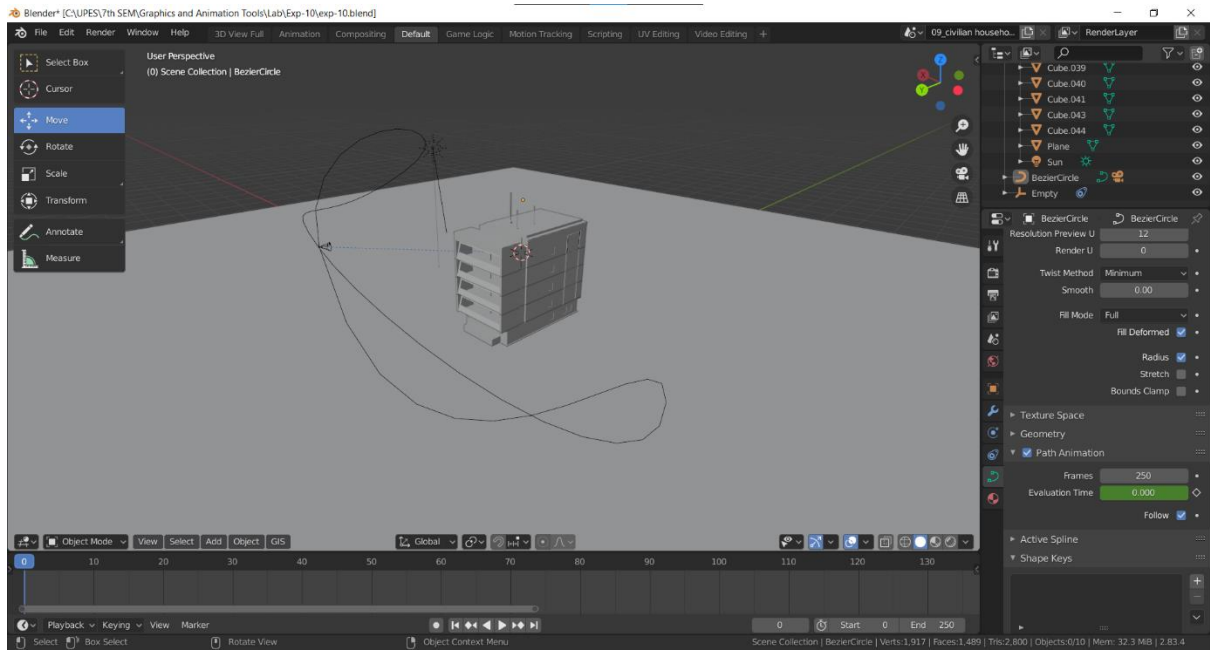 Blender* [C:\UPES\7th SEM\Graphics and Animation Tools\Lab\Exp-10\exp-10.blend]
File Edit Render Window Help 3D View Full Animation Compositing Default Game Logic Motion Tracking Scripting UV Editing Video Editing + 09_civilian househo... RenderLayer
Select Box
Cursor
Move
Rotate
Scale
Transform
Annotate
Measure
User Perspective
(0) Scene Collection | BezierCircle
X
Y
Z
Cube.039
Cube.040
Cube.041
Cube.043
Cube.044
Plane
Sun
BezierCircle
Empty
BezierCircle BezierCircle
Resolution Preview U 12
Render U 0
Twist Method Minimum
Smooth 0.00
Fill Mode Full
Fill Deformed
Radius
Stretch
Bounds Clamp
Texture Space
Geometry
Path Animation
Frames 250
Evaluation Time 0.000
Follow
Active Spline
Shape Keys
Object Mode View Select Add Object GIS Global
0 10 20 30 40 50 60 70 80 90 100 110 120 130
Playback Keying View Marker 0 Start 0 End 250
Select Box Select Rotate View Object Context Menu Scene Collection | BezierCircle | Verts:1,917 | Faces:1,489 | Tris:2,800 | Objects:0/10 | Mem: 32.3 MiB | 2.83.4